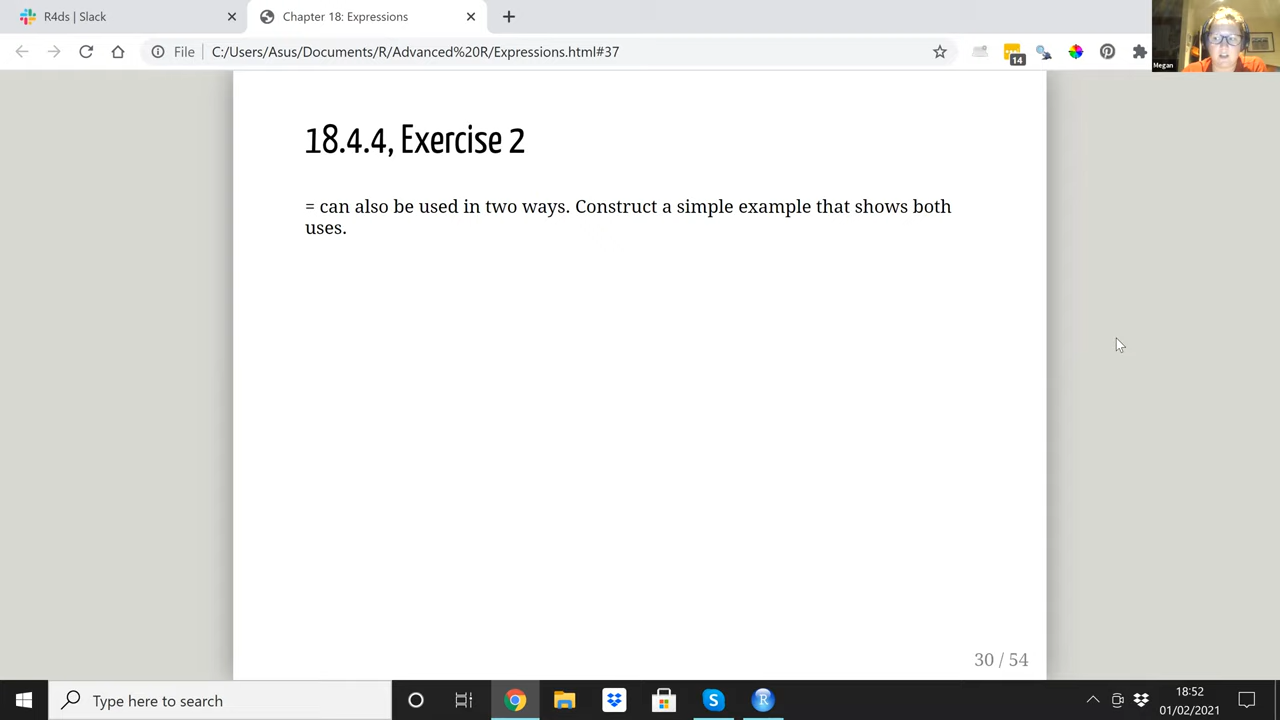 R4ds | Slack
Chapter 18: Expressions
File
C:/Users/Asus/Documents/R/Advanced%20R/Expressions.html#37
14
Megan
18.4.4, Exercise 2
= can also be used in two ways. Construct a simple example that shows both
uses.
30 / 54
Type here to search
18:52
01/02/2021